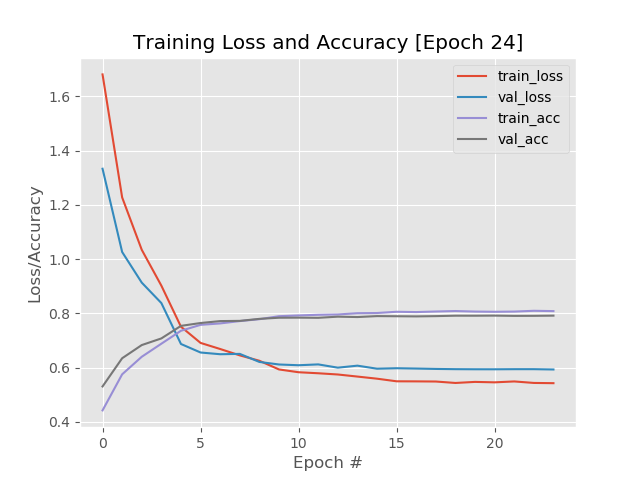 Training Loss and Accuracy [Epoch 24]
train_loss
val_loss
train_acc
val_acc
Loss/Accuracy
1.6
1.4
1.2
1.0
0.8
0.6
0.4
0 5 10 15 20
Epoch #